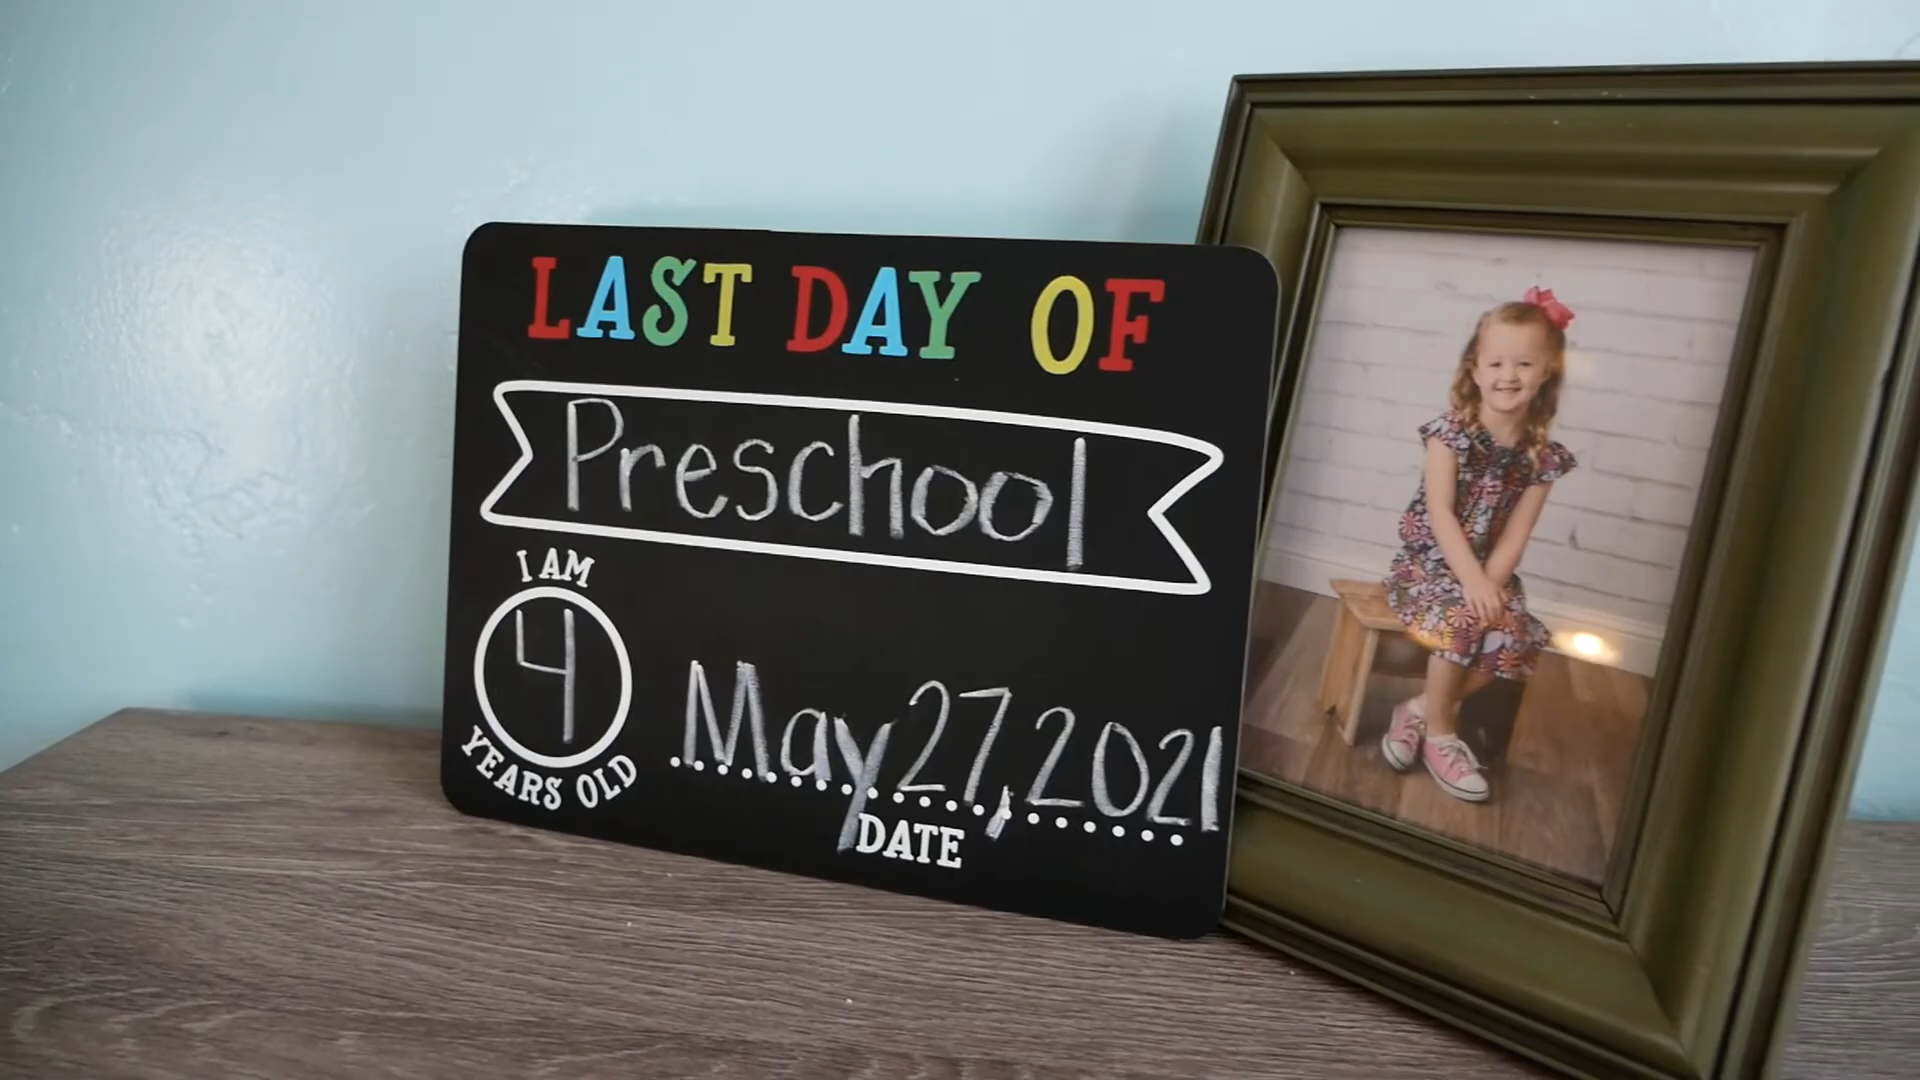 LAST DAY OF
Preschool
I AM
4
YEARS OLD
May 27, 2021
DATE